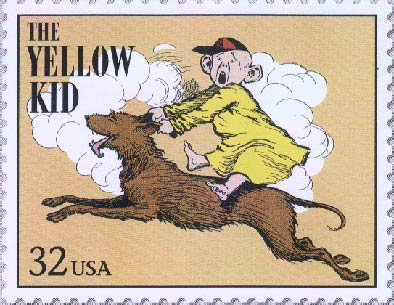 THE
YELLOW
KID
32 USA